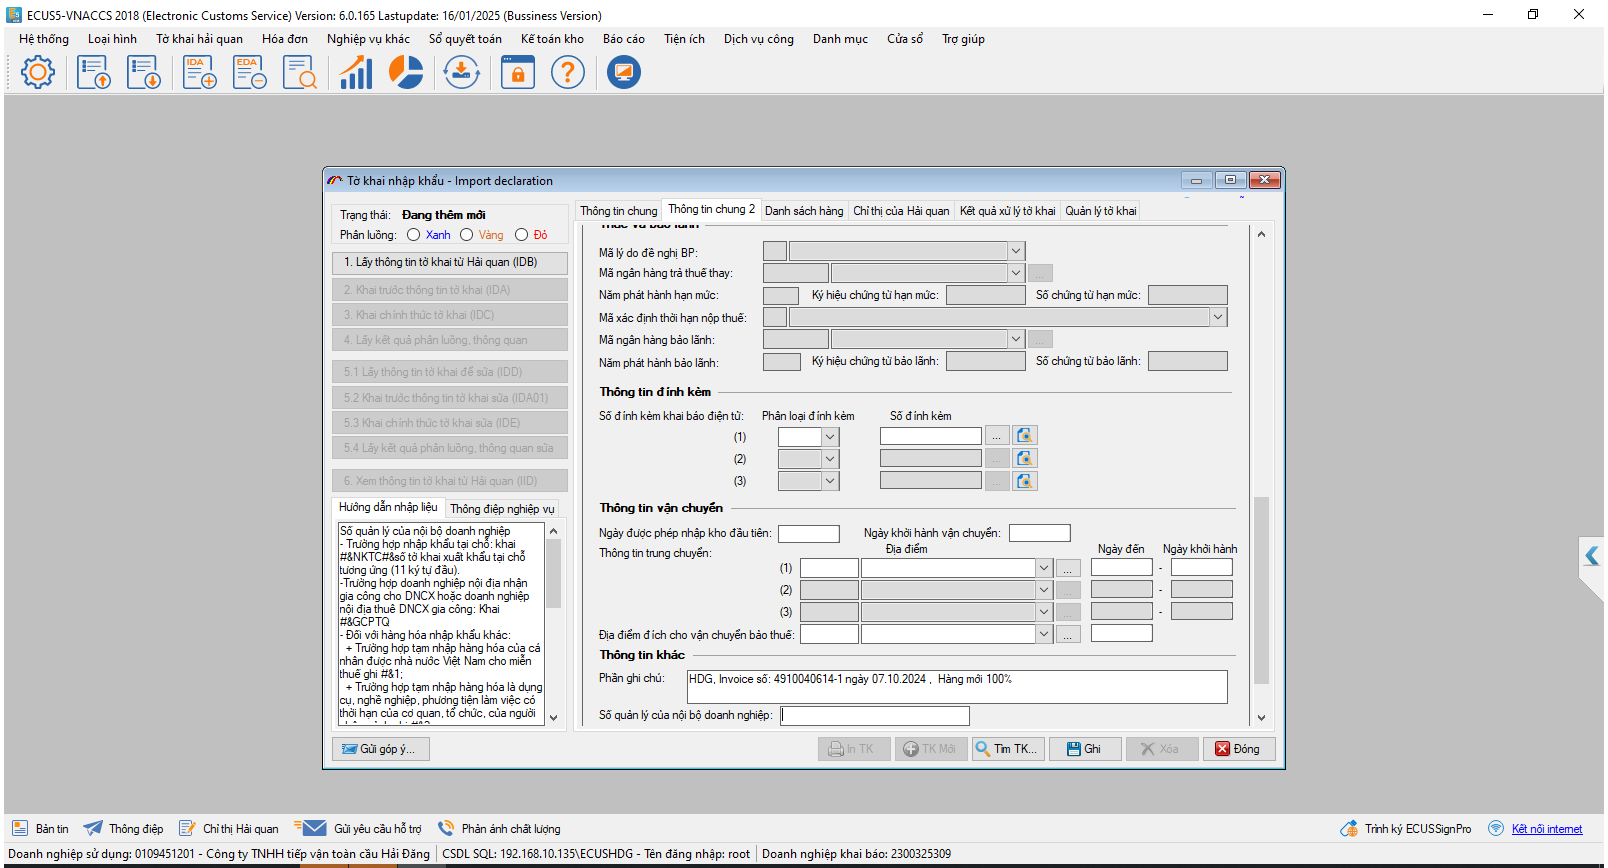 ECUS5-VNACCS 2018 (Electronic Customs Service) Version: 6.0.165 Lastupdate: 16/01/2025 (Bussiness Version)
Hệ thống Loại hình Tờ khai hải quan Hóa đơn Nghiệp vụ khác Sổ quyết toán Kế toán kho Báo cáo Tiện ích Dịch vụ công Danh mục Cửa sổ Trợ giúp
IDA EDA
Tờ khai nhập khẩu - Import declaration
Trạng thái: Đang thêm mới
Phân luồng: Xanh Vàng Đỏ
1. Lấy thông tin tờ khai từ Hải quan (IDB)
2. Khai trước thông tin tờ khai (IDA)
3. Khai chính thức tờ khai (IDC)
4. Lấy kết quả phân luồng, thông quan
5.1 Lấy thông tin tờ khai để sửa (IDD)
5.2 Khai trước thông tin tờ khai sửa (IDA01)
5.3 Khai chính thức tờ khai sửa (IDE)
5.4 Lấy kết quả phân luồng, thông quan sửa
6. Xem thông tin tờ khai từ Hải quan (IID)
Hướng dẫn nhập liệu Thông điệp nghiệp vụ
Số quản lý của nội bộ doanh nghiệp
- Trường hợp nhập khẩu tại chỗ: khai
#&NKTC#&số tờ khai xuất khẩu tại chỗ
tương ứng (11 ký tự đầu).
-Trường hợp doanh nghiệp nội địa nhận
gia công cho DNCX hoặc doanh nghiệp
nội địa thuê DNCX gia công: Khai
#&GCPTQ
- Đối với hàng hóa nhập khẩu khác:
+ Trường hợp tạm nhập hàng hóa của cá
nhân được nhà nước Việt Nam cho miễn
thuế ghi #&1;
+ Trường hợp tạm nhập hàng hóa là dụng
cụ, nghề nghiệp, phương tiện làm việc có
thời hạn của cơ quan, tổ chức, của người
Thông tin chung Thông tin chung 2 Danh sách hàng Chỉ thị của Hải quan Kết quả xử lý tờ khai Quản lý tờ khai
Thuế và bảo lãnh
Mã lý do đề nghị BP:
Mã ngân hàng trả thuế thay: ...
Năm phát hành hạn mức: Ký hiệu chứng từ hạn mức: Số chứng từ hạn mức:
Mã xác định thời hạn nộp thuế:
Mã ngân hàng bảo lãnh: ...
Năm phát hành bảo lãnh: Ký hiệu chứng từ bảo lãnh: Số chứng từ bảo lãnh:
Thông tin đính kèm
Số đính kèm khai báo điện tử: Phân loại đính kèm Số đính kèm
(1) ...
(2) ...
(3) ...
Thông tin vận chuyển
Ngày được phép nhập kho đầu tiên: Ngày khởi hành vận chuyển:
Thông tin trung chuyển: Địa điểm Ngày đến Ngày khởi hành
(1) ... -
(2) ... -
(3) ... -
Địa điểm đích cho vận chuyển bảo thuế: ...
Thông tin khác
Phần ghi chú: HDG, Invoice số: 4910040614-1 ngày 07.10.2024 , Hàng mới 100%
Số quản lý của nội bộ doanh nghiệp:
Gửi góp ý... In TK TK Mới Tìm TK... Ghi Xóa Đóng
Bản tin Thông điệp Chỉ thị Hải quan Gửi yêu cầu hỗ trợ Phản ánh chất lượng Trình ký ECUSSignPro Kết nối internet
Doanh nghiệp sử dụng: 0109451201 - Công ty TNHH tiếp vận toàn cầu Hải Đăng CSDL SQL: 192.168.10.135\ECUSHDG - Tên đăng nhập: root Doanh nghiệp khai báo: 2300325309